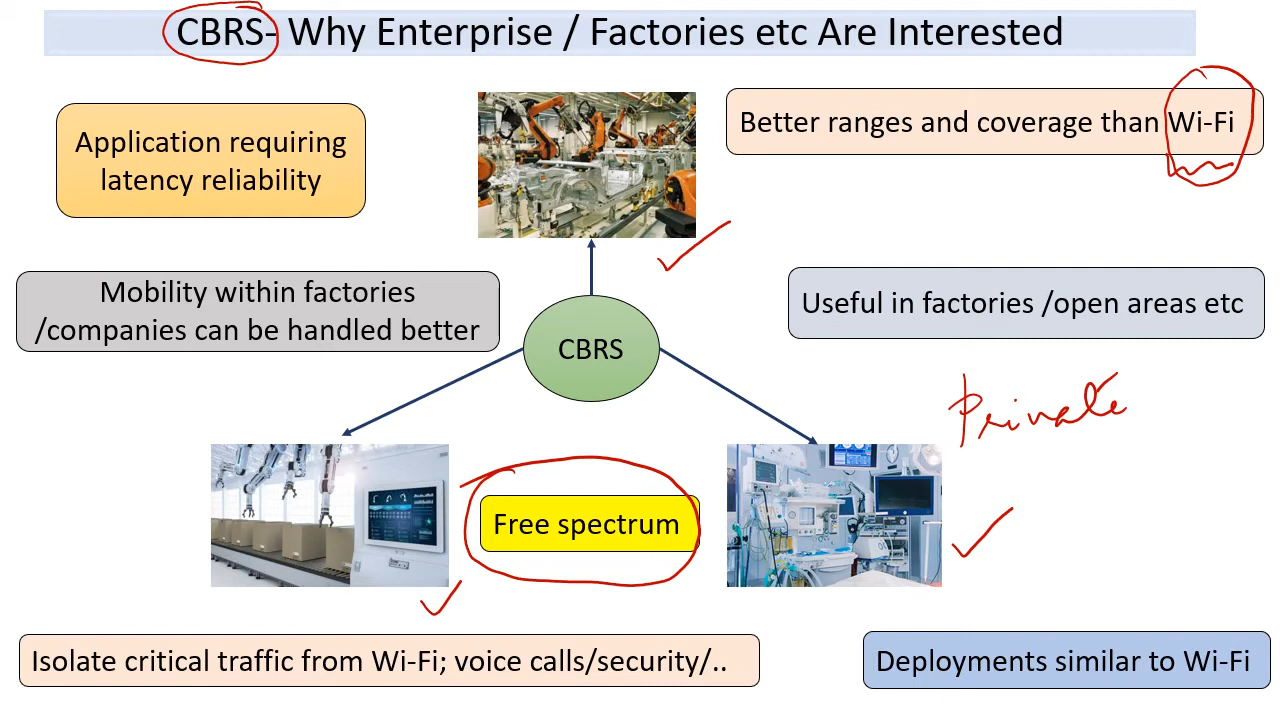 CBRS- Why Enterprise / Factories etc Are Interested
Application requiring
latency reliability
Better ranges and coverage than Wi-Fi
Mobility within factories
/companies can be handled better
CBRS
Useful in factories /open areas etc
Private
Free spectrum
Isolate critical traffic from Wi-Fi; voice calls/security/..
Deployments similar to Wi-Fi